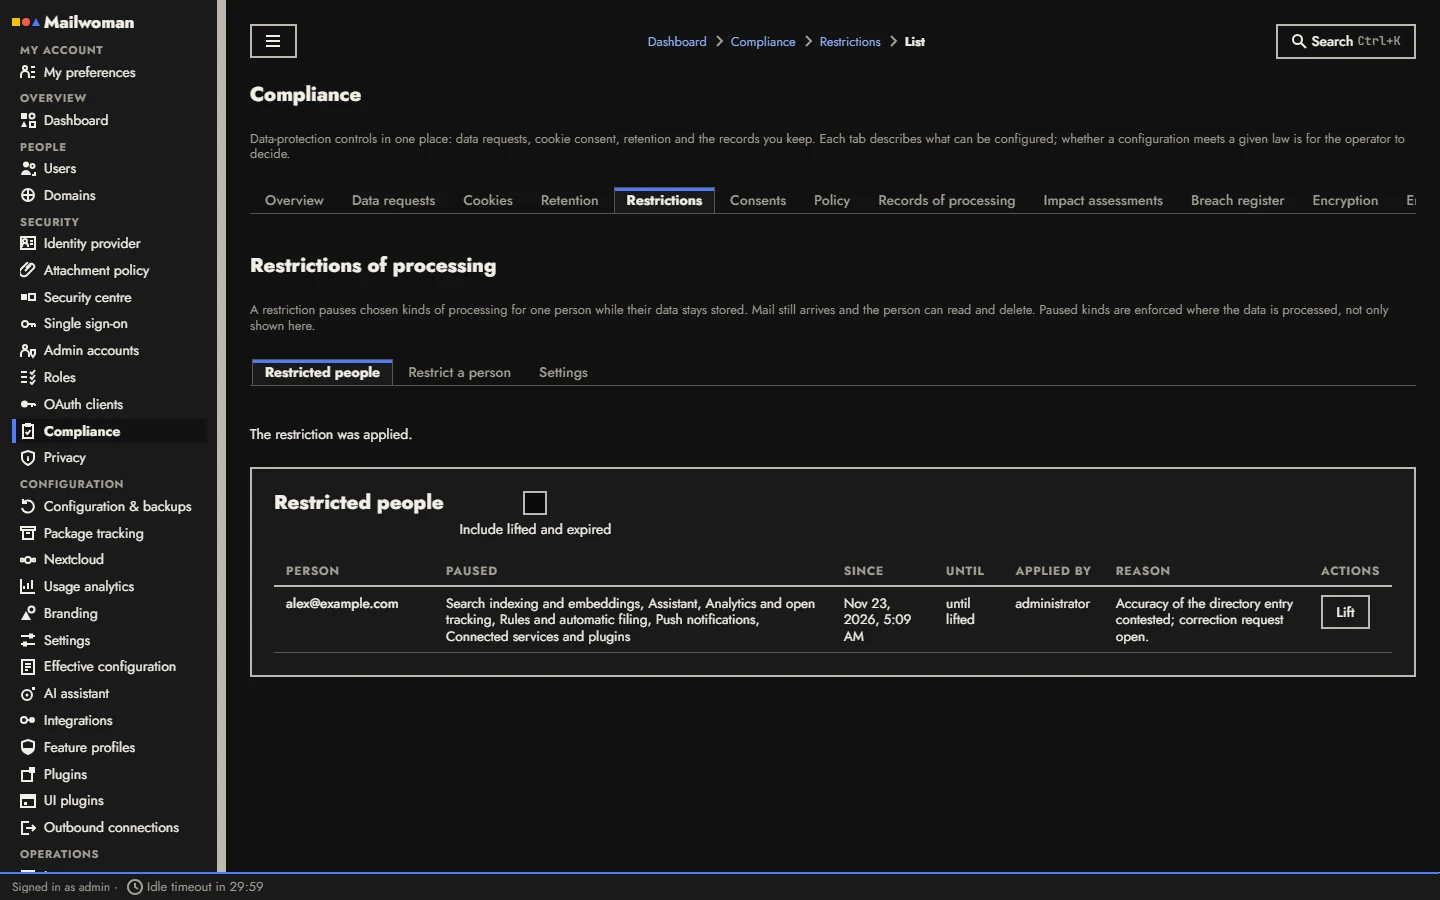 Mailwoman
MY ACCOUNT
My preferences
OVERVIEW
Dashboard
PEOPLE
Users
Domains
SECURITY
Identity provider
Attachment policy
Security centre
Single sign-on
Admin accounts
Roles
OAuth clients
Compliance
Privacy
CONFIGURATION
Configuration & backups
Package tracking
Nextcloud
Usage analytics
Branding
Settings
Effective configuration
AI assistant
Integrations
Feature profiles
Plugins
UI plugins
Outbound connections
OPERATIONS
Dashboard > Compliance > Restrictions > List
Search Ctrl+K
Compliance
Data-protection controls in one place: data requests, cookie consent, retention and the records you keep. Each tab describes what can be configured; whether a configuration meets a given law is for the operator to
decide.
Overview Data requests Cookies Retention Restrictions Consents Policy Records of processing Impact assessments Breach register Encryption
Restrictions of processing
A restriction pauses chosen kinds of processing for one person while their data stays stored. Mail still arrives and the person can read and delete. Paused kinds are enforced where the data is processed, not only
shown here.
Restricted people Restrict a person Settings
The restriction was applied.
Restricted people
Include lifted and expired
PERSON PAUSED SINCE UNTIL APPLIED BY REASON ACTIONS
alex@example.com Search indexing and embeddings, Assistant, Analytics and open Nov 23, until administrator Accuracy of the directory entry Lift
tracking, Rules and automatic filing, Push notifications, 2026, 5:09 lifted contested; correction request
Connected services and plugins AM open.
Signed in as admin · Idle timeout in 29:59